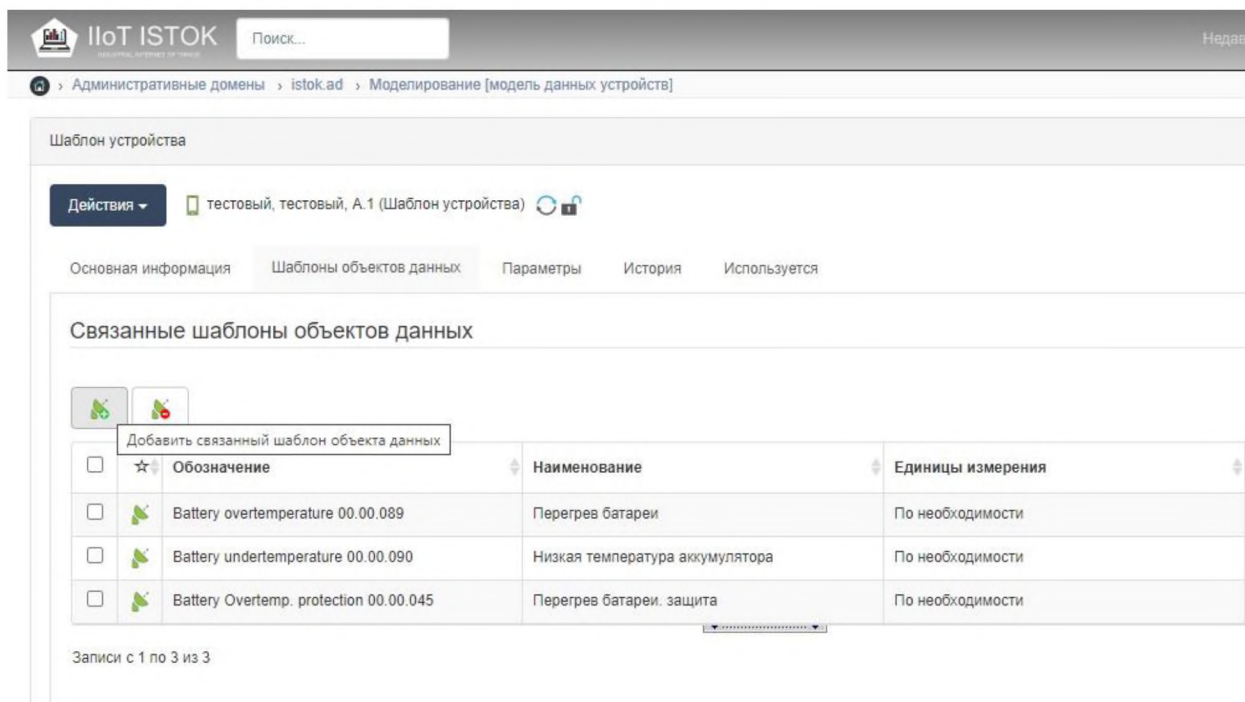 IIoT ISTOK
Поиск...
Недав
Административные домены › istok.ad › Моделирование [модель данных устройств]
Шаблон устройства
Действия
тестовый, тестовый, А.1 (Шаблон устройства)
Основная информация Шаблоны объектов данных Параметры История Используется
Связанные шаблоны объектов данных
Добавить связанный шаблон объекта данных
Обозначение Наименование Единицы измерения
Battery overtemperature 00.00.089 Перегрев батареи По необходимости
Battery undertemperature 00.00.090 Низкая температура аккумулятора По необходимости
Battery Overtemp. protection 00.00.045 Перегрев батареи. защита По необходимости
Записи с 1 по 3 из 3